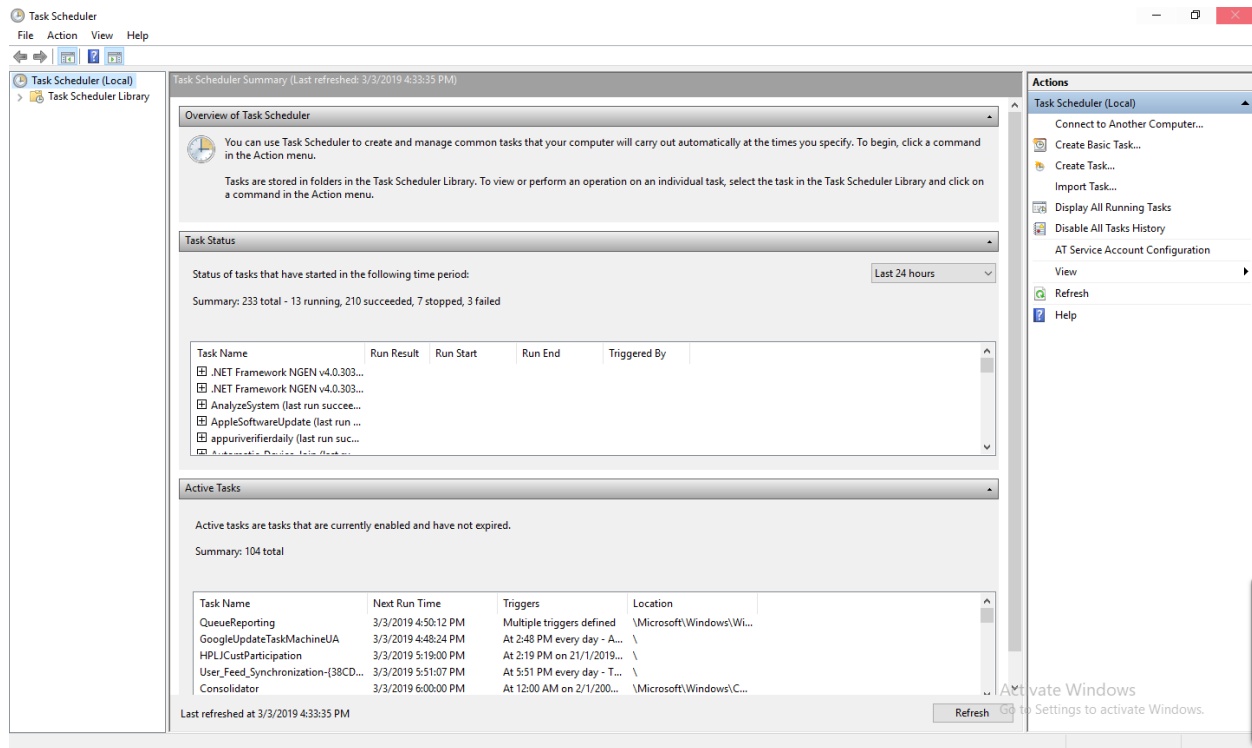 Task Scheduler
File Action View Help
Task Scheduler (Local)
Task Scheduler Library
Task Scheduler Summary (Last refreshed: 3/3/2019 4:33:35 PM)
Overview of Task Scheduler
You can use Task Scheduler to create and manage common tasks that your computer will carry out automatically at the times you specify. To begin, click a command
in the Action menu.
Tasks are stored in folders in the Task Scheduler Library. To view or perform an operation on an individual task, select the task in the Task Scheduler Library and click on
a command in the Action menu.
Task Status
Status of tasks that have started in the following time period:
Last 24 hours
Summary: 233 total - 13 running, 210 succeeded, 7 stopped, 3 failed
Task Name Run Result Run Start Run End Triggered By
.NET Framework NGEN v4.0.303...
.NET Framework NGEN v4.0.303...
AnalyzeSystem (last run succee...
AppleSoftwareUpdate (last run ...
appuriverifierdaily (last run suc...
Active Tasks
Active tasks are tasks that are currently enabled and have not expired.
Summary: 104 total
Task Name Next Run Time Triggers Location
QueueReporting 3/3/2019 4:50:12 PM Multiple triggers defined \Microsoft\Windows\Wi...
GoogleUpdateTaskMachineUA 3/3/2019 4:48:24 PM At 2:48 PM every day - A... \
HPLJCustParticipation 3/3/2019 5:19:00 PM At 2:19 PM on 21/1/2019... \
User_Feed_Synchronization-{38CD... 3/3/2019 5:51:07 PM At 5:51 PM every day - T... \
Consolidator 3/3/2019 6:00:00 PM At 12:00 AM on 2/1/200... \Microsoft\Windows\C...
Last refreshed at 3/3/2019 4:33:35 PM
Refresh
Actions
Task Scheduler (Local)
Connect to Another Computer...
Create Basic Task...
Create Task...
Import Task...
Display All Running Tasks
Disable All Tasks History
AT Service Account Configuration
View
Refresh
Help
Activate Windows
Go to Settings to activate Windows.